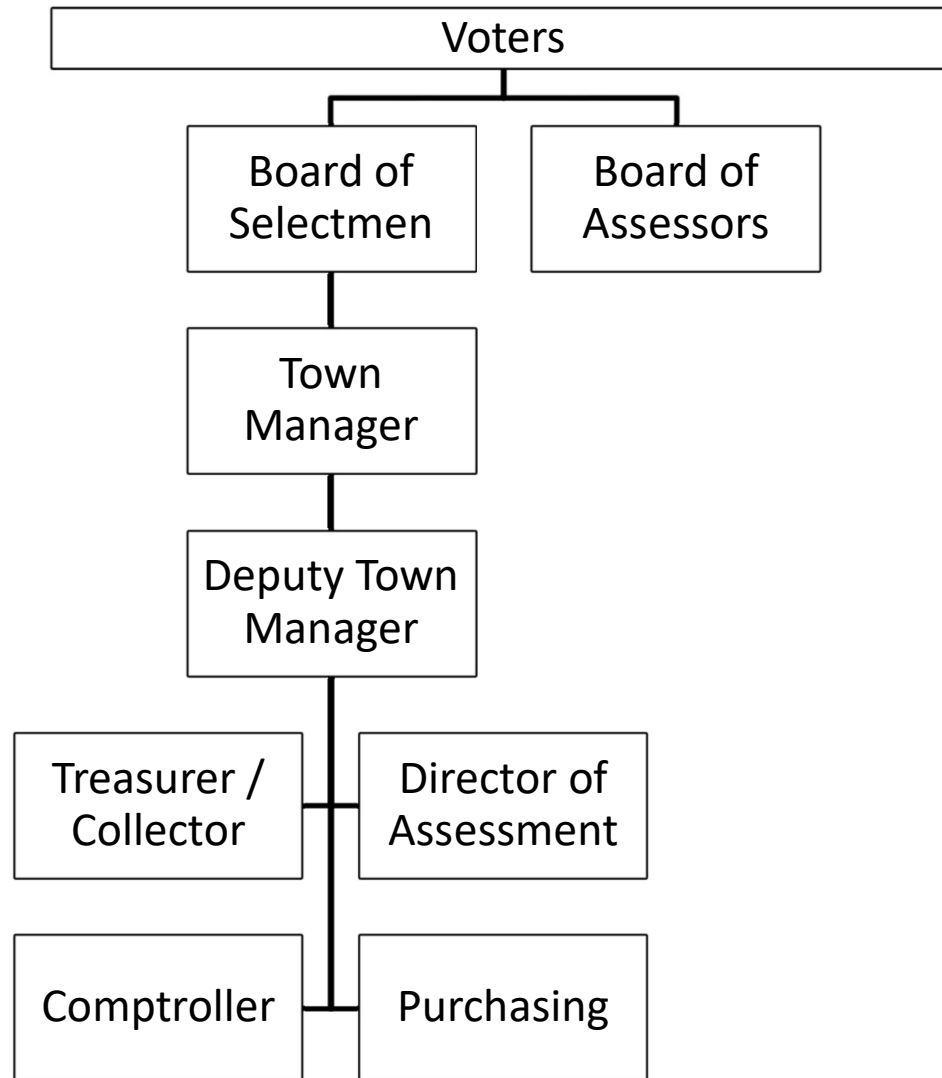 Voters
Board of
Selectmen
Board of
Assessors
Town
Manager
Deputy Town
Manager
Treasurer /
Collector
Director of
Assessment
Comptroller
Purchasing